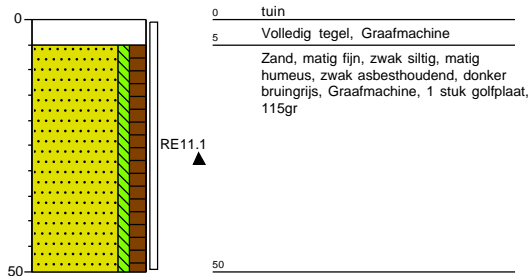 0
50
RE11.1
0 tuin
5 Volledig tegel, Graafmachine
Zand, matig fijn, zwak siltig, matig
humeus, zwak asbesthoudend, donker
bruingrijs, Graafmachine, 1 stuk golfplaat,
115gr
50